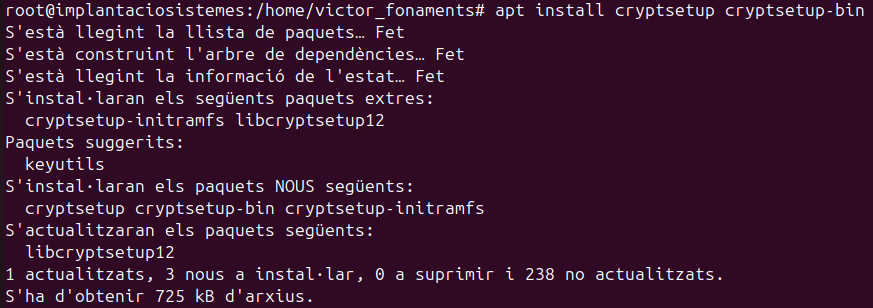 root@implantaciosistemes:/home/victor_fonaments# apt install cryptsetup cryptsetup-bin
S'està llegint la llista de paquets… Fet
S'està construint l'arbre de dependències… Fet
S'està llegint la informació de l'estat… Fet
S'instal·laran els següents paquets extres:
  cryptsetup-initramfs libcryptsetup12
Paquets suggerits:
  keyutils
S'instal·laran els paquets NOUS següents:
  cryptsetup cryptsetup-bin cryptsetup-initramfs
S'actualitzaran els paquets següents:
  libcryptsetup12
1 actualitzats, 3 nous a instal·lar, 0 a suprimir i 238 no actualitzats.
S'ha d'obtenir 725 kB d'arxius.